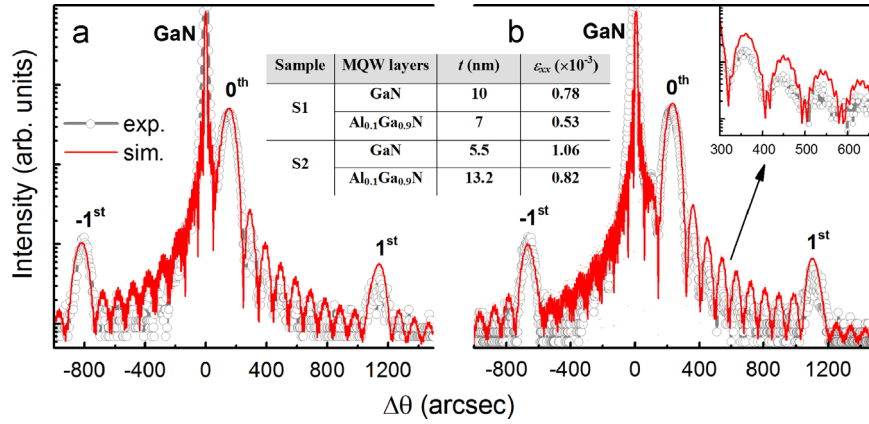 a
GaN
0th
exp.
sim.
-1st
1st
Sample MQW layers t (nm) εxx (×10-3)
S1 GaN 10 0.78
Al0.1Ga0.9N 7 0.53
S2 GaN 5.5 1.06
Al0.1Ga0.9N 13.2 0.82
b
GaN
0th
-1st
1st
300 400 500 600
Intensity (arb. units)
-800 -400 0 400 800 1200
-800 -400 0 400 800 1200
Δθ (arcsec)